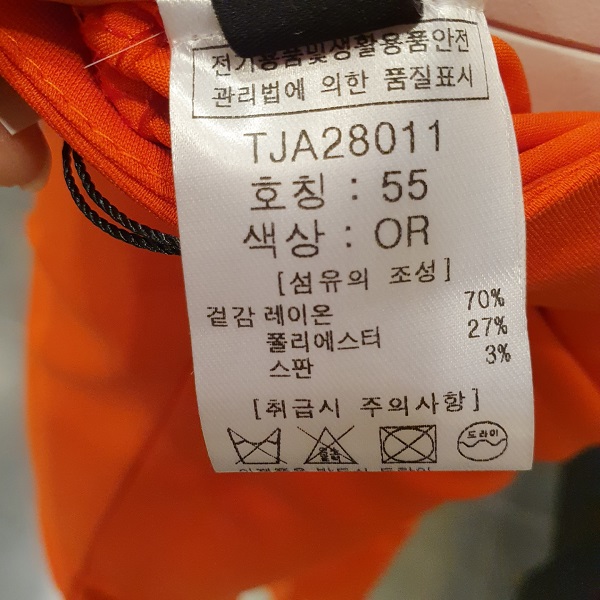 전기용품및생활용품안전
관리법에 의한 품질표시
TJA28011
호칭 : 55
색상 : OR
[섬유의 조성]
겉감 레이온 70%
폴리에스터 27%
스판 3%
[취급시 주의사항]
드라이